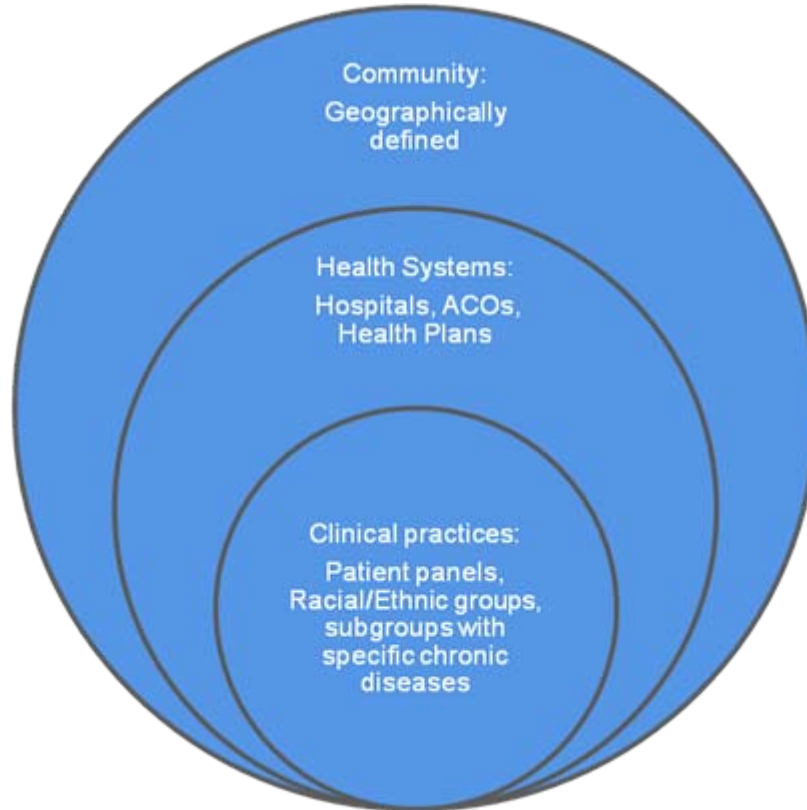 Community:
Geographically
defined
Health Systems:
Hospitals, ACOs,
Health Plans
Clinical practices:
Patient panels,
Racial/Ethnic groups,
subgroups with
specific chronic
diseases